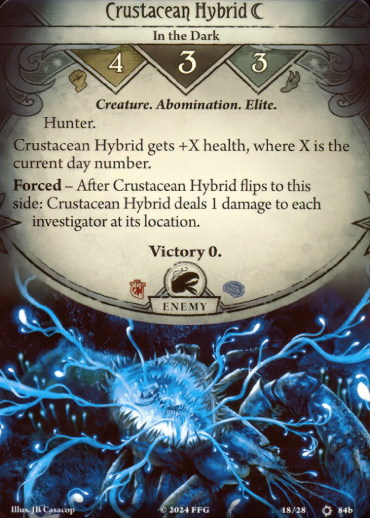 Crustacean Hybrid
In the Dark
4 3 3
Creature. Abomination. Elite.
Hunter.
Crustacean Hybrid gets +X health, where X is the
current day number.
Forced – After Crustacean Hybrid flips to this
side: Crustacean Hybrid deals 1 damage to each
investigator at its location.
Victory 0.
ENEMY
Illus. JB Casacop © 2024 FFG 18/28 84b